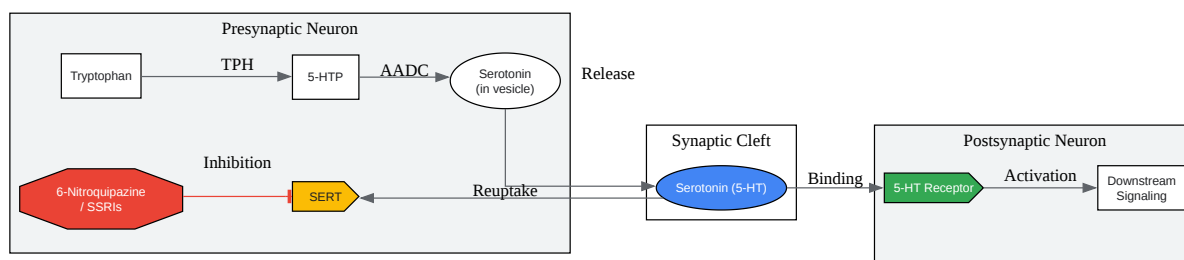 Presynaptic Neuron
Tryptophan
TPH
5-HTP
AADC
Serotonin
(in vesicle)
Release
Inhibition
6-Nitroquipazine
/ SSRIs
SERT
Reuptake
Synaptic Cleft
Serotonin (5-HT)
Binding
Postsynaptic Neuron
5-HT Receptor
Activation
Downstream
Signaling